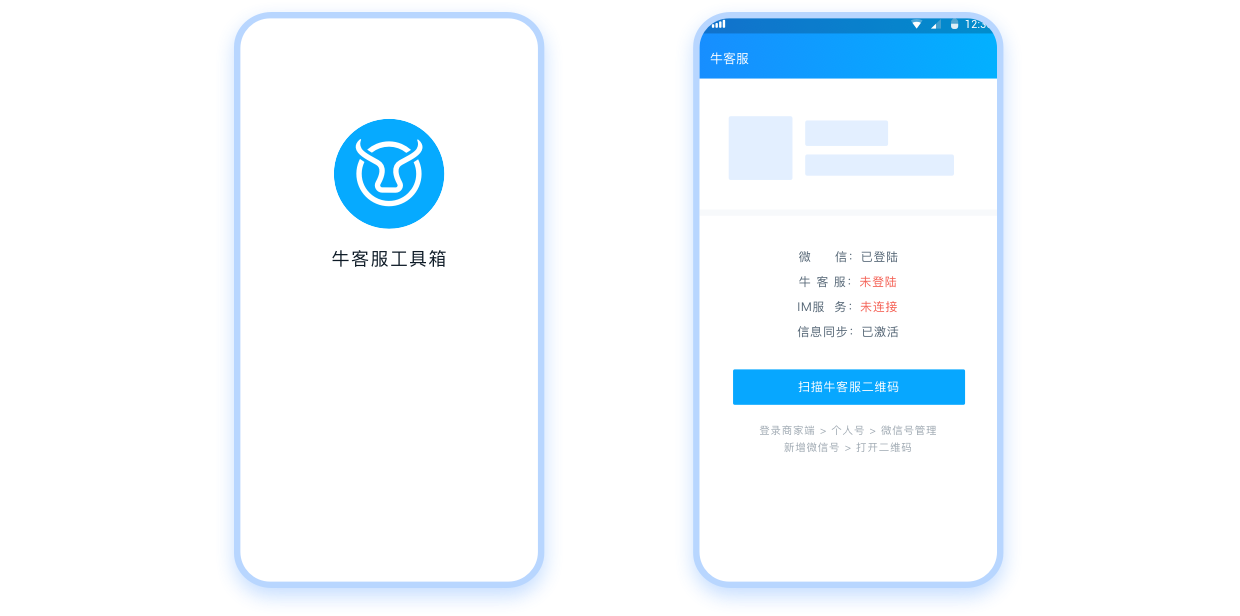 牛客服工具箱
12:3
牛客服
微 信：已登陆
牛 客 服：未登陆
IM服 务：未连接
信息同步：已激活
扫描牛客服二维码
登录商家端 > 个人号 > 微信号管理
新增微信号 > 打开二维码